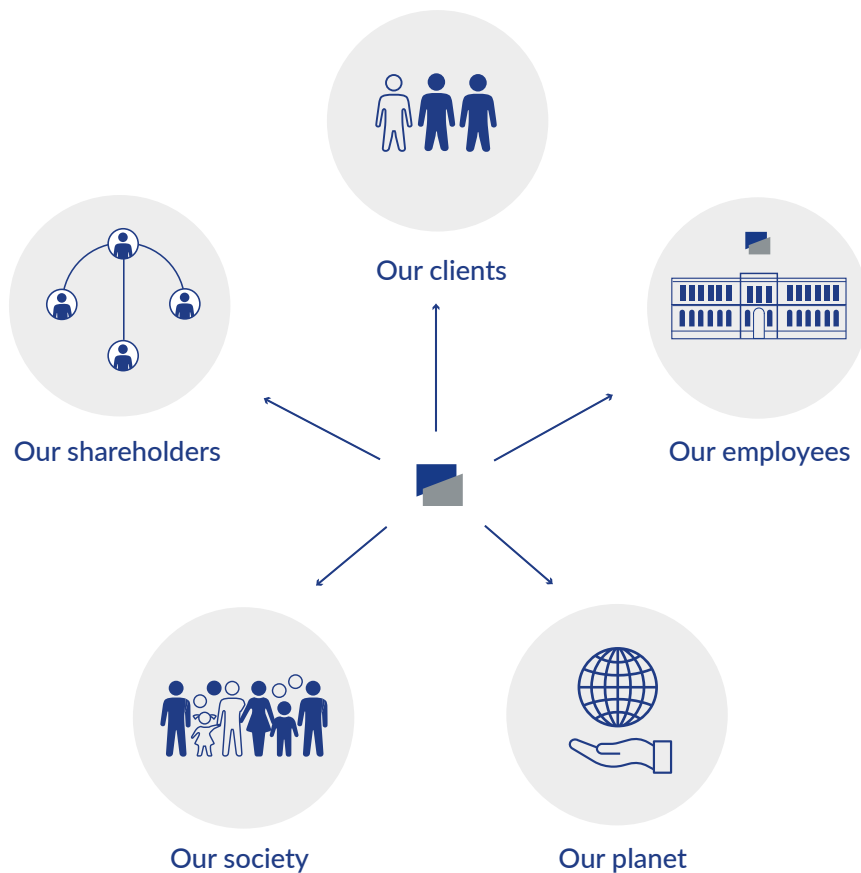 Our clients
Our shareholders
Our employees
Our society
Our planet